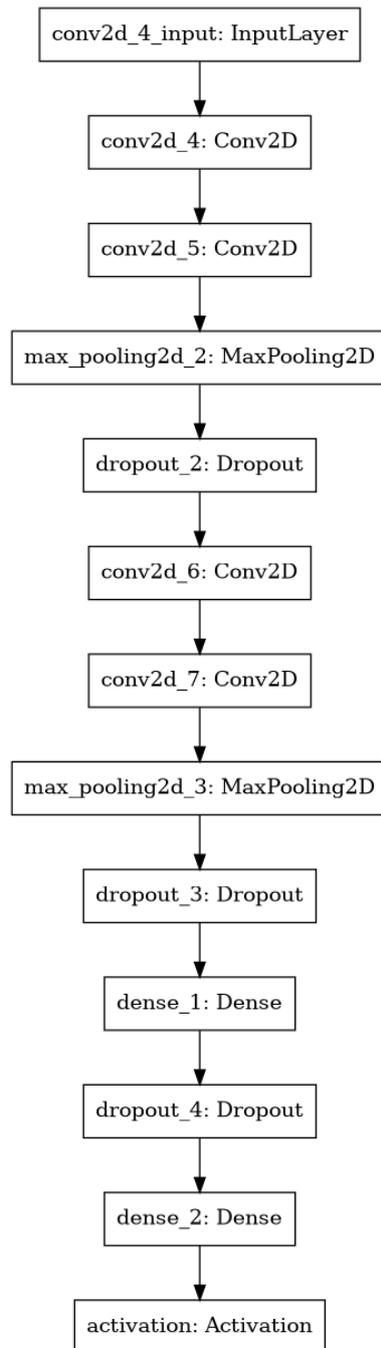 conv2d_4_input: InputLayer
conv2d_4: Conv2D
conv2d_5: Conv2D
max_pooling2d_2: MaxPooling2D
dropout_2: Dropout
conv2d_6: Conv2D
conv2d_7: Conv2D
max_pooling2d_3: MaxPooling2D
dropout_3: Dropout
dense_1: Dense
dropout_4: Dropout
dense_2: Dense
activation: Activation